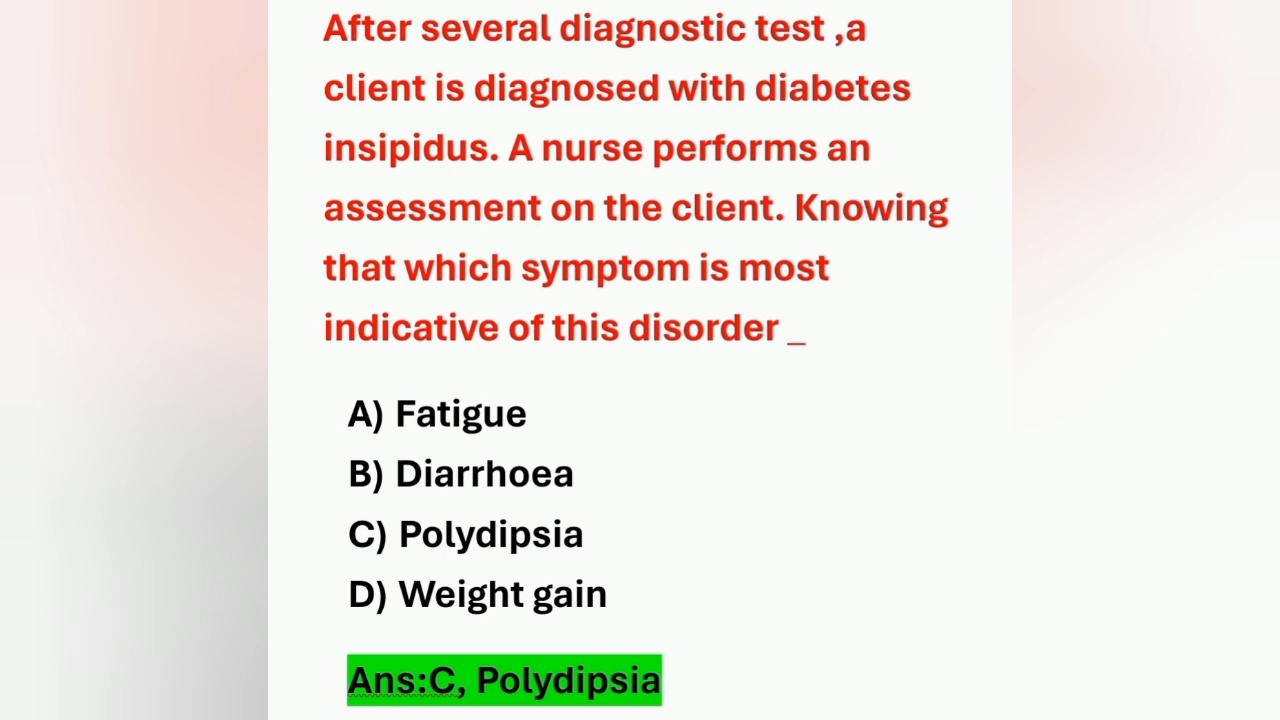 After several diagnostic test ,a
client is diagnosed with diabetes
insipidus. A nurse performs an
assessment on the client. Knowing
that which symptom is most
indicative of this disorder _
A) Fatigue
B) Diarrhoea
C) Polydipsia
D) Weight gain
Ans:C, Polydipsia